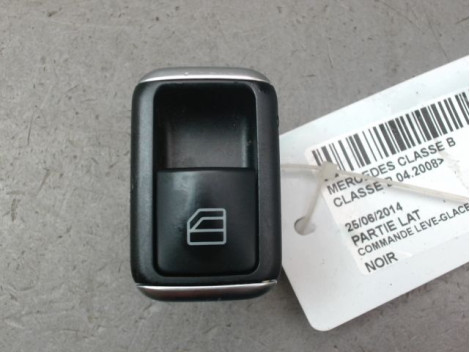 MERCEDES CLASSE B
CLASSE B 04.2008>
25/06/2014
PARTIE LAT
COMMANDE LEVE-GLACE
NOIR